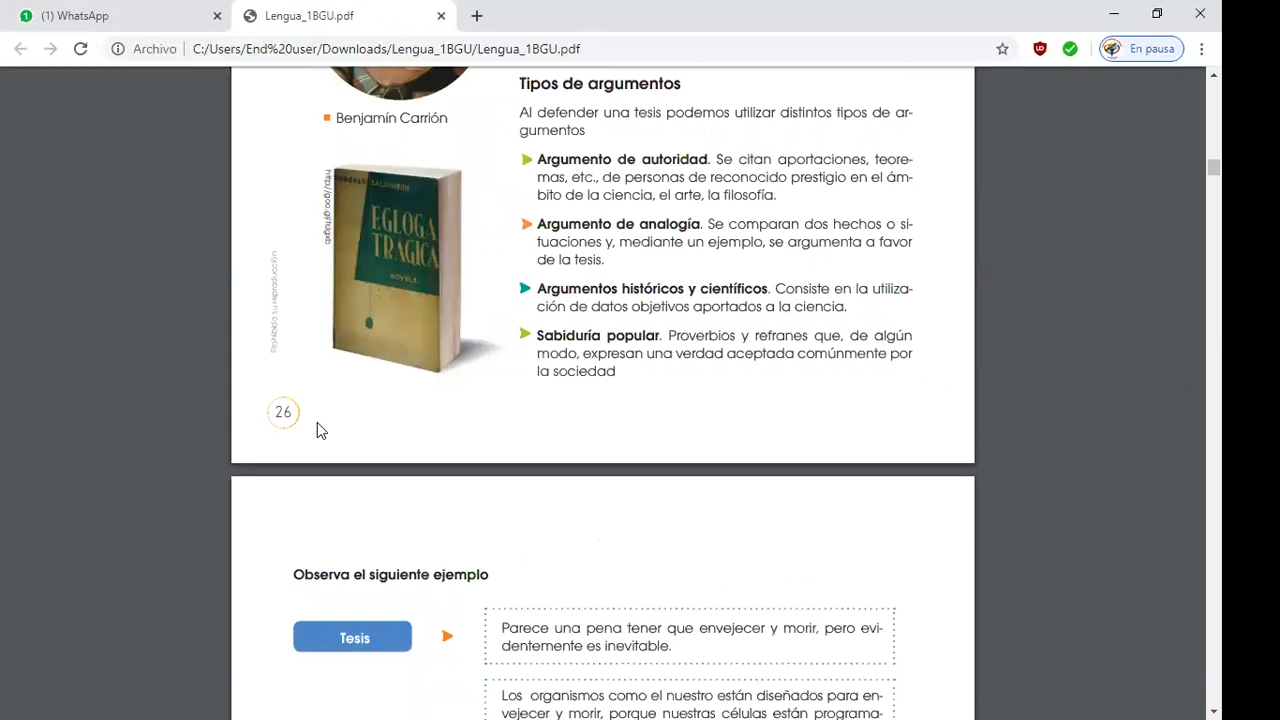 (1) WhatsApp
Lengua_1BGU.pdf
Archivo
C:/Users/End%20user/Downloads/Lengua_1BGU/Lengua_1BGU.pdf
En pausa
Benjamín Carrión
EGLOGA
TRAGICA
NOVELA
Prohibida su reproducción
26
Tipos de argumentos
Al defender una tesis podemos utilizar distintos tipos de ar-
gumentos
Argumento de autoridad. Se citan aportaciones, teore-
mas, etc., de personas de reconocido prestigio en el ám-
bito de la ciencia, el arte, la filosofía.
Argumento de analogía. Se comparan dos hechos o si-
tuaciones y, mediante un ejemplo, se argumenta a favor
de la tesis.
Argumentos históricos y científicos. Consiste en la utiliza-
ción de datos objetivos aportados a la ciencia.
Sabiduría popular. Proverbios y refranes que, de algún
modo, expresan una verdad aceptada comúnmente por
la sociedad
Observa el siguiente ejemplo
Tesis
Parece una pena tener que envejecer y morir, pero evi-
dentemente es inevitable.
Los organismos como el nuestro están diseñados para en-
vejecer y morir, porque nuestras células están programa-